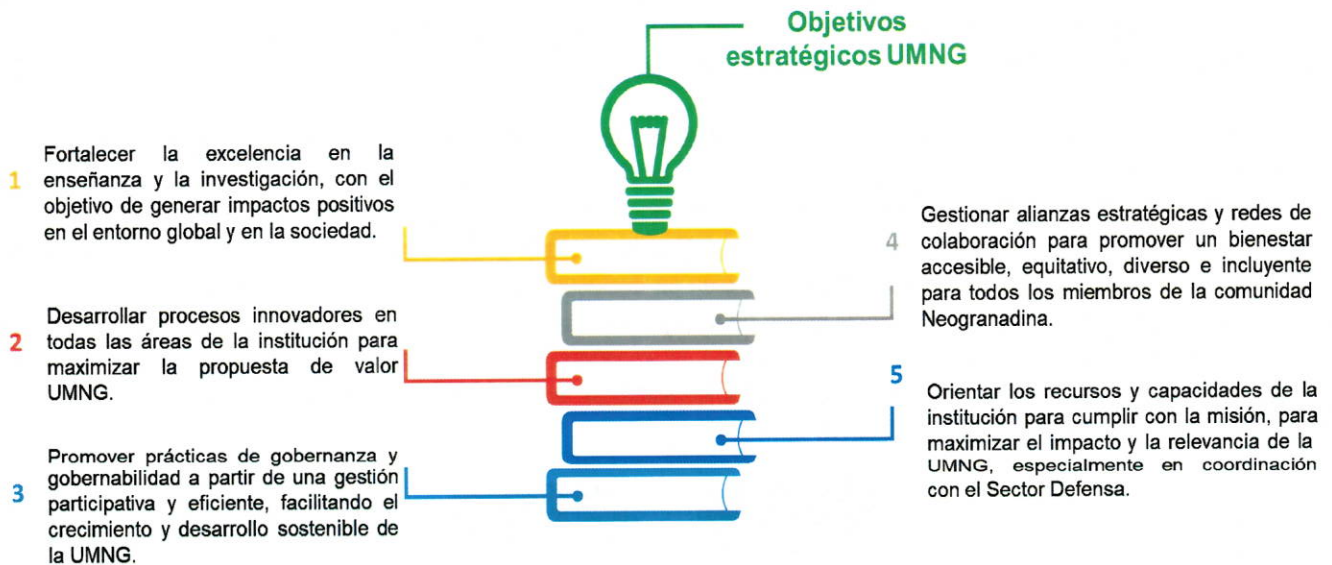 Objetivos
estratégicos UMNG
1
Fortalecer la excelencia en la
enseñanza y la investigación, con el
objetivo de generar impactos positivos
en el entorno global y en la sociedad.
2
Desarrollar procesos innovadores en
todas las áreas de la institución para
maximizar la propuesta de valor
UMNG.
3
Promover prácticas de gobernanza y
gobernabilidad a partir de una gestión
participativa y eficiente, facilitando el
crecimiento y desarrollo sostenible de
la UMNG.
4
Gestionar alianzas estratégicas y redes de
colaboración para promover un bienestar
accesible, equitativo, diverso e incluyente
para todos los miembros de la comunidad
Neogranadina.
5
Orientar los recursos y capacidades de la
institución para cumplir con la misión, para
maximizar el impacto y la relevancia de la
UMNG, especialmente en coordinación
con el Sector Defensa.